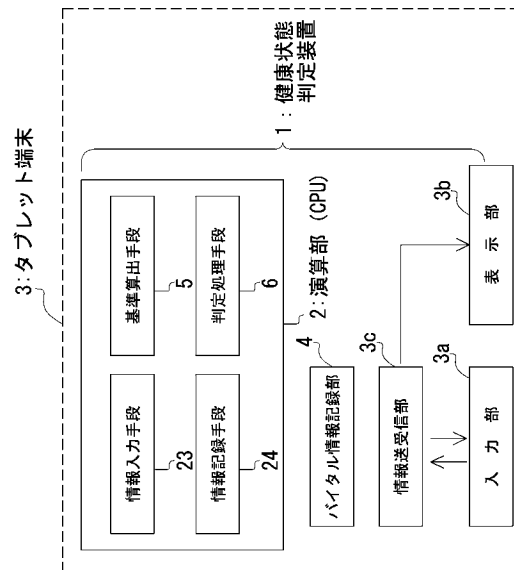 3:タブレット端末
1:健康状態
判定装置
情報入力手段
23
基準算出手段
5
情報記録手段
24
判定処理手段
6
2:演算部 (CPU)
バイタル情報記録部
4
情報送受信部
3c
入力部
3a
表示部
3b